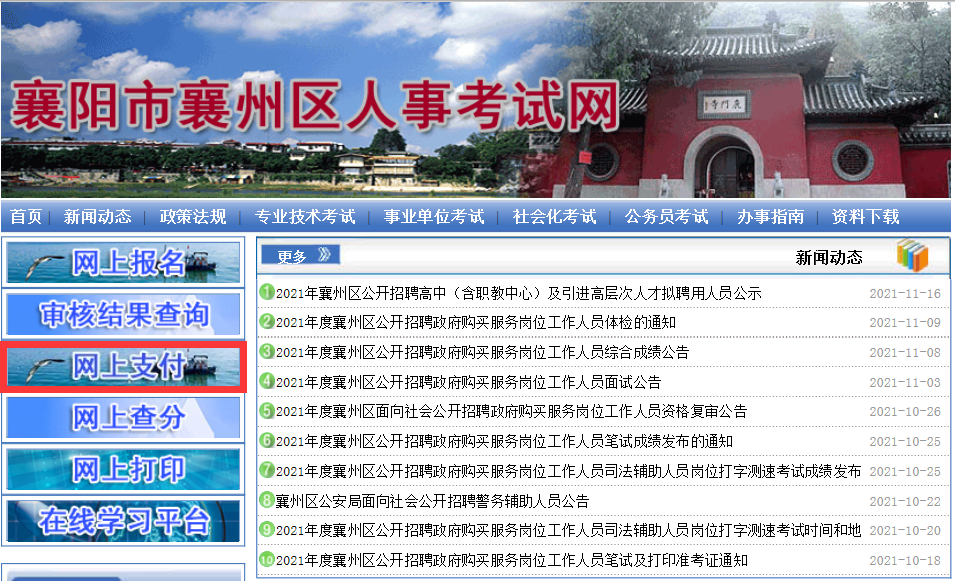 襄阳市襄州区人事考试网
首页 新闻动态 政策法规 专业技术考试 事业单位考试 社会化考试 公务员考试 办事指南 资料下载
网上报名
审核结果查询
网上支付
网上查分
网上打印
在线学习平台
更多 新闻动态
1 2021年襄州区公开招聘高中（含职教中心）及引进高层次人才拟聘用人员公示 2021-11-16
2 2021年度襄州区公开招聘政府购买服务岗位工作人员体检的通知 2021-11-09
3 2021年度襄州区公开招聘政府购买服务岗位工作人员综合成绩公告 2021-11-08
4 2021年度襄州区公开招聘政府购买服务岗位工作人员面试公告 2021-11-03
5 2021年度襄州区面向社会公开招聘政府购买服务岗位工作人员资格复审公告 2021-10-26
6 2021年度襄州区公开招聘政府购买服务岗位工作人员笔试成绩发布的通知 2021-10-25
7 2021年度襄州区公开招聘政府购买服务岗位工作人员司法辅助人员岗位打字测速考试成绩发布 2021-10-25
8 襄州区公安局面向社会公开招聘警务辅助人员公告 2021-10-22
9 2021年度襄州区公开招聘政府购买服务岗位工作人员司法辅助人员岗位打字测速考试时间和地 2021-10-20
10 2021年度襄州区公开招聘政府购买服务岗位工作人员笔试及打印准考证通知 2021-10-18